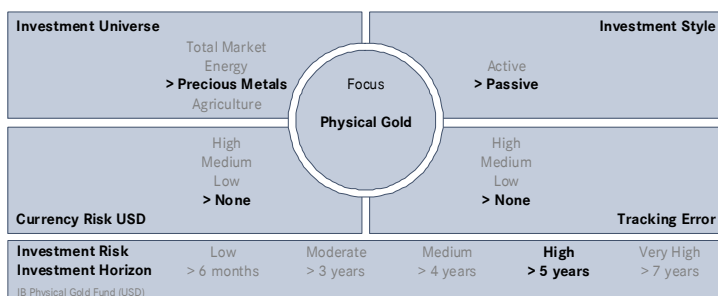 Investment Universe
Total Market
Energy
> Precious Metals
Agriculture
Investment Style
Active
> Passive
Focus
Physical Gold
High
Medium
Low
> None
Currency Risk USD
High
Medium
Low
> None
Tracking Error
Investment Risk Low Moderate Medium High Very High
Investment Horizon > 6 months > 3 years > 4 years > 5 years > 7 years
JB Physical Gold Fund (USD)